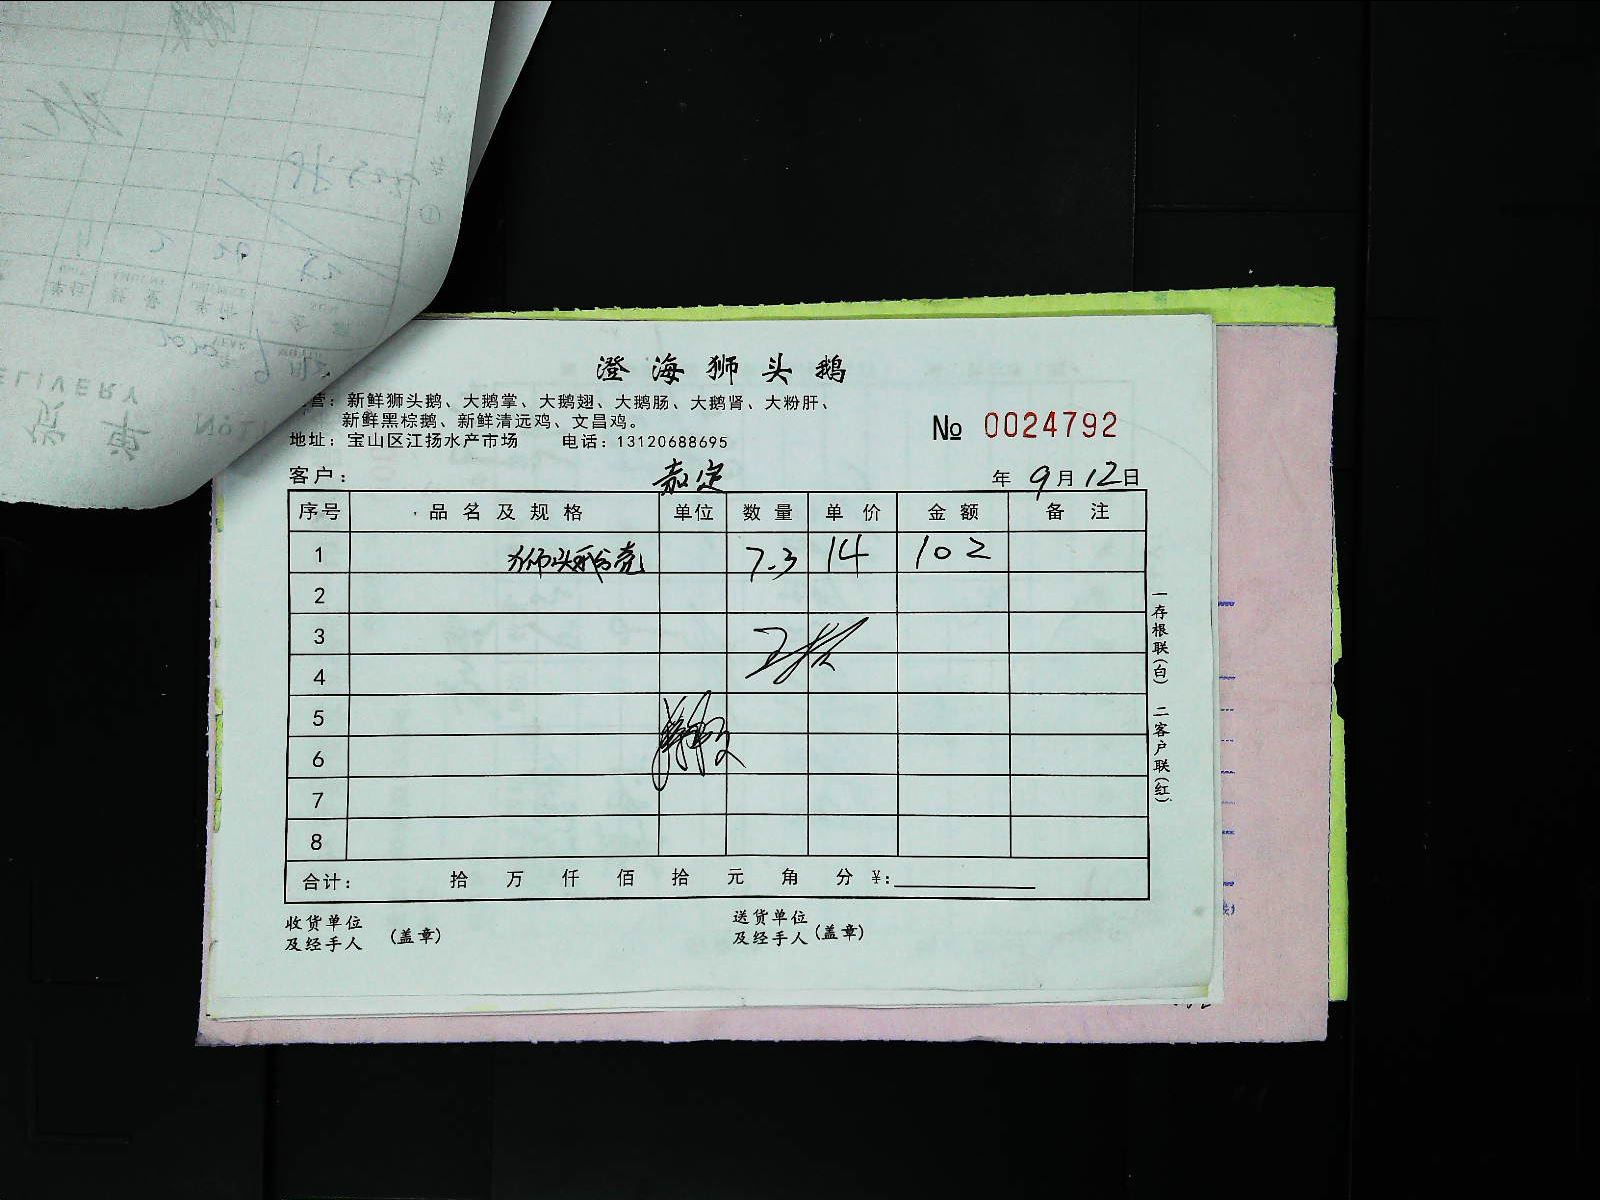 澄海狮头鹅
营：新鲜狮头鹅、大鹅掌、大鹅翅、大鹅肠、大鹅肾、大粉肝、
新鲜黑棕鹅、新鲜清远鸡、文昌鸡。
地址：宝山区江扬水产市场 电话：13120688695
№ 0024792
客户： 嘉定 年 9月12日
序号 品名及规格 单位 数量 单价 金额 备注
1 狮头鹅壳 7.3 14 102
2
3
4
5
6
7
8
合计： 拾 万 仟 佰 拾 元 角 分 ¥:
收货单位
及经手人 (盖章)
送货单位
及经手人 (盖章)
一存根联(白) 二客户联(红)